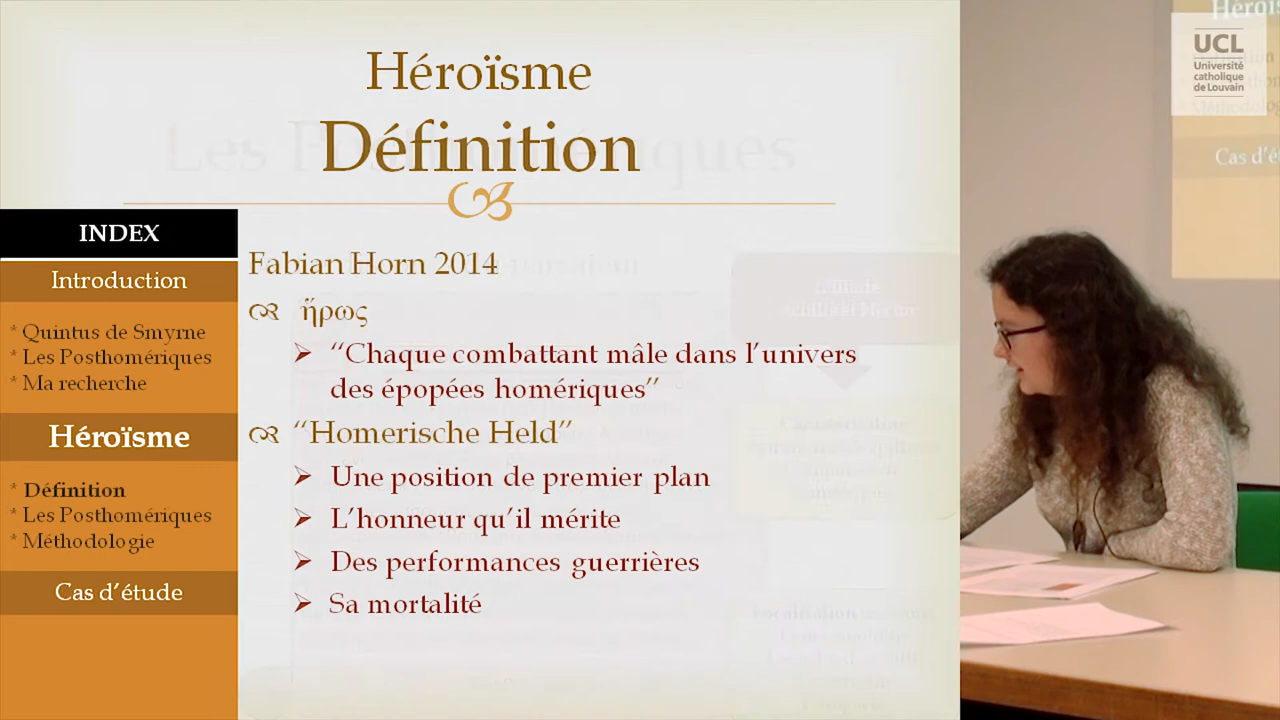 Héroïsme
Définition
INDEX
Introduction
* Quintus de Smyrne
* Les Posthomériques
* Ma recherche
Héroïsme
* Définition
* Les Posthomériques
* Méthodologie
Cas d'étude
Fabian Horn 2014
ἥρως
"Chaque combattant mâle dans l'univers
des épopées homériques"
"Homerische Held"
Une position de premier plan
L'honneur qu'il mérite
Des performances guerrières
Sa mortalité
UCL
Université
catholique
de Louvain